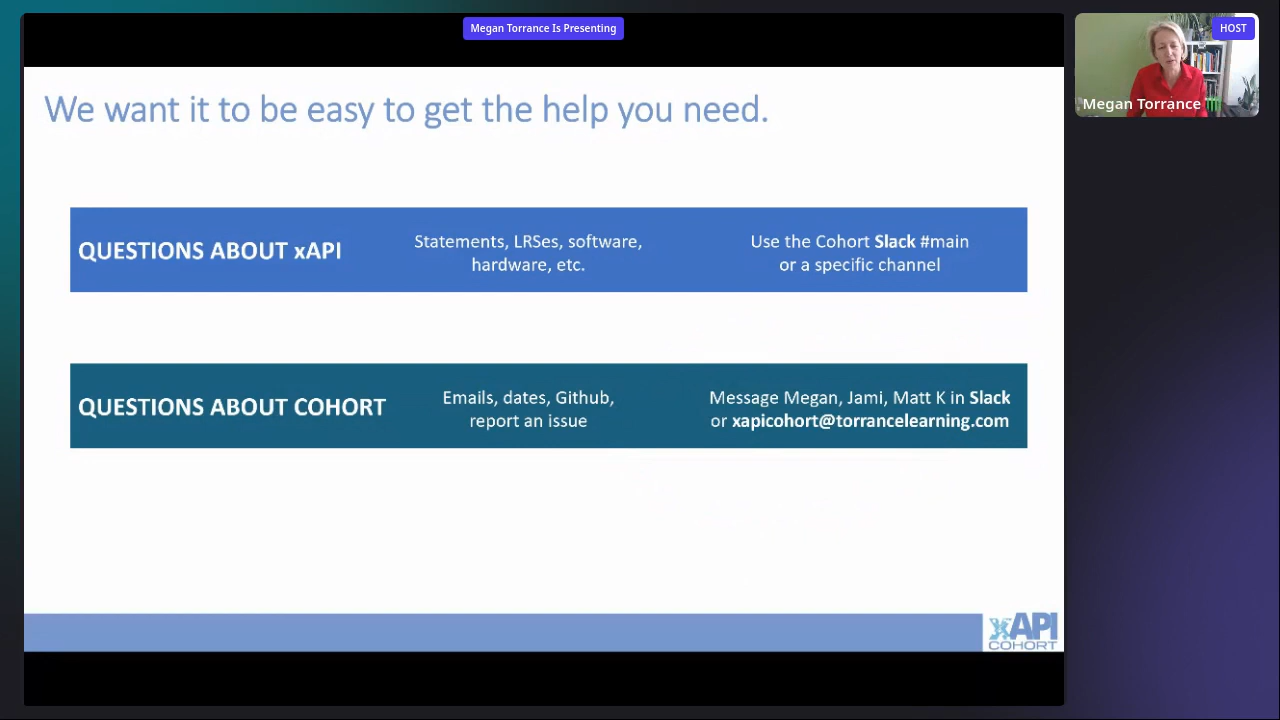 Megan Torrance Is Presenting
HOST
Megan Torrance
We want it to be easy to get the help you need.
QUESTIONS ABOUT xAPI
Statements, LRSes, software,
hardware, etc.
Use the Cohort Slack #main
or a specific channel
QUESTIONS ABOUT COHORT
Emails, dates, Github,
report an issue
Message Megan, Jami, Matt K in Slack
or xapicohort@torrancelearning.com
xAPI
COHORT